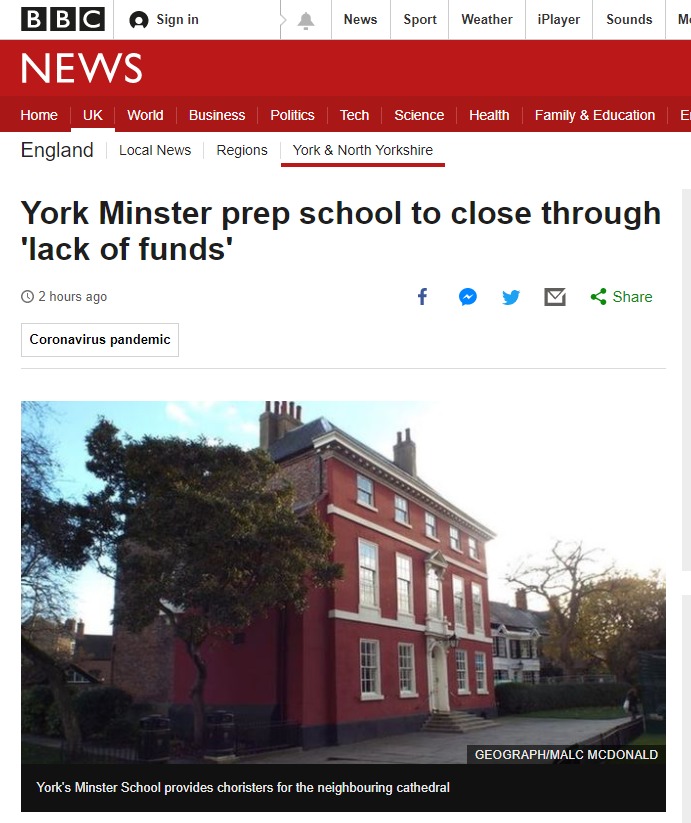 BBC Sign in News Sport Weather iPlayer Sounds
NEWS
Home UK World Business Politics Tech Science Health Family & Education
England Local News Regions York & North Yorkshire
York Minster prep school to close through
'lack of funds'
2 hours ago Share
Coronavirus pandemic
GEOGRAPH/MALC MCDONALD
York's Minster School provides choristers for the neighbouring cathedral